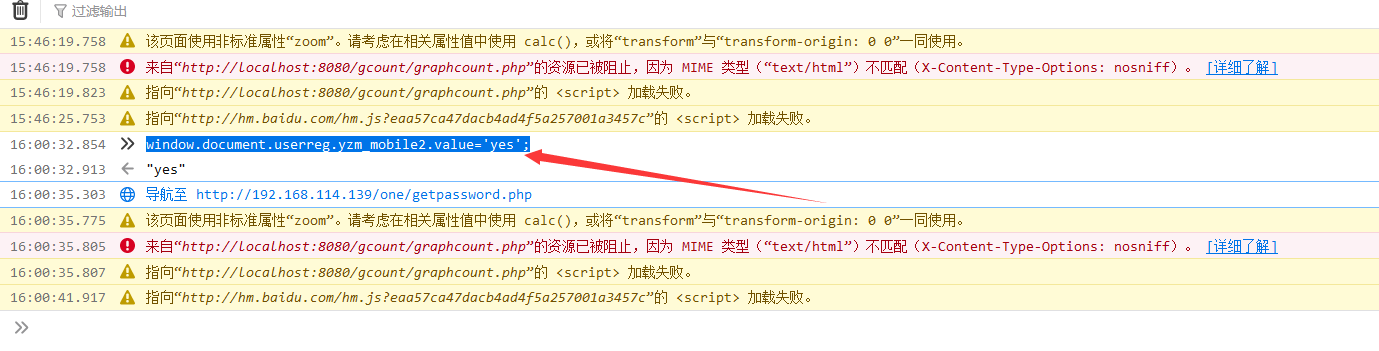 过滤输出
15:46:19.758 该页面使用非标准属性“zoom”。请考虑在相关属性值中使用 calc()，或将“transform”与“transform-origin: 0 0”一同使用。
15:46:19.758 来自“http://localhost:8080/gcount/graphcount.php”的资源已被阻止，因为 MIME 类型（“text/html”）不匹配（X-Content-Type-Options: nosniff）。 [详细了解]
15:46:19.823 指向“http://localhost:8080/gcount/graphcount.php”的 <script> 加载失败。
15:46:25.753 指向“http://hm.baidu.com/hm.js?eaa57ca47dacb4ad4f5a257001a3457c”的 <script> 加载失败。
16:00:32.854 window.document.userreg.yzm_mobile2.value='yes';
16:00:32.913 "yes"
16:00:35.303 导航至 http://192.168.114.139/one/getpassword.php
16:00:35.775 该页面使用非标准属性“zoom”。请考虑在相关属性值中使用 calc()，或将“transform”与“transform-origin: 0 0”一同使用。
16:00:35.805 来自“http://localhost:8080/gcount/graphcount.php”的资源已被阻止，因为 MIME 类型（“text/html”）不匹配（X-Content-Type-Options: nosniff）。 [详细了解]
16:00:35.807 指向“http://localhost:8080/gcount/graphcount.php”的 <script> 加载失败。
16:00:41.917 指向“http://hm.baidu.com/hm.js?eaa57ca47dacb4ad4f5a257001a3457c”的 <script> 加载失败。